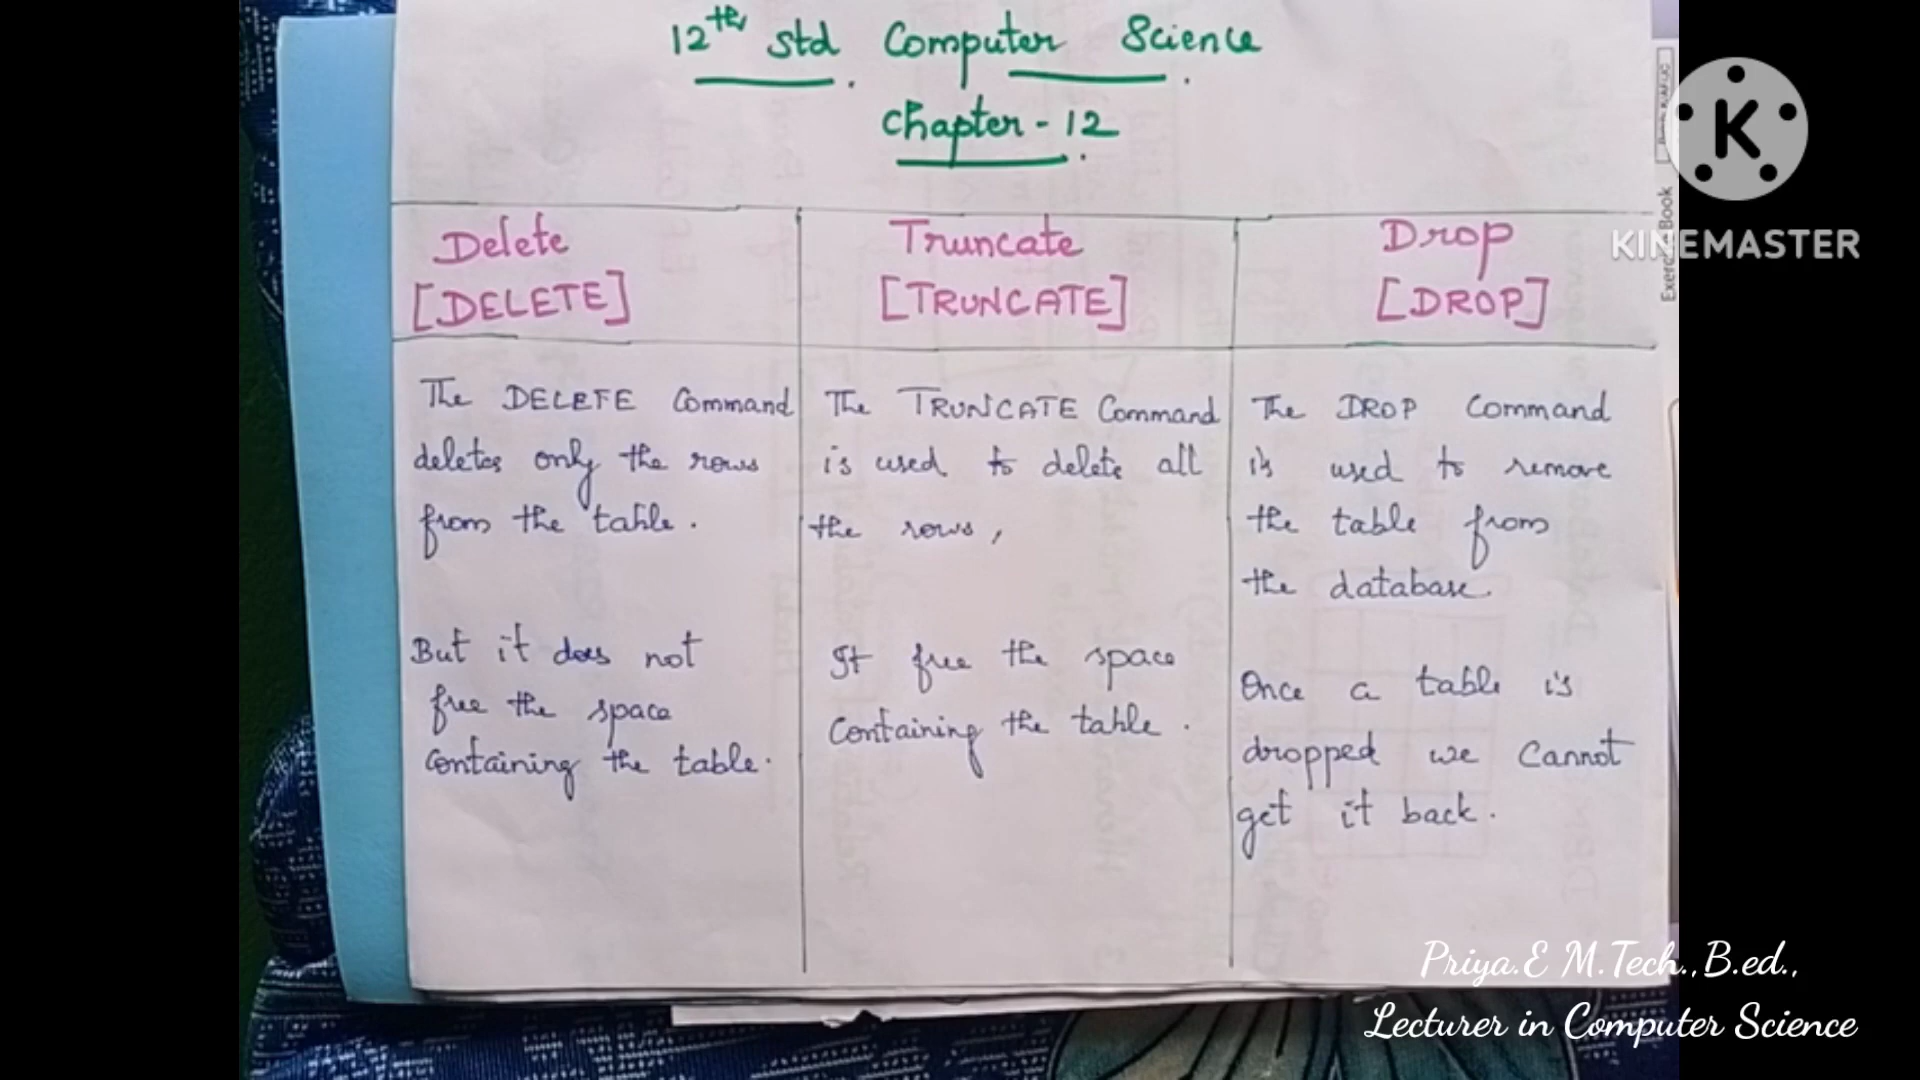 12th std Computer Science
Chapter - 12
Delete
[DELETE]
The DELETE Command
deletes only the rows
from the table.
But it does not
free the space
containing the table.
Truncate
[TRUNCATE]
The TRUNCATE Command
is used to delete all
the rows,
It free the space
containing the table.
Drop
[DROP]
The DROP command
is used to remove
the table from
the database.
Once a table is
dropped we cannot
get it back.
Exercise Book
K
KINEMASTER
Priya.E M.Tech.,B.ed.,
Lecturer in Computer Science